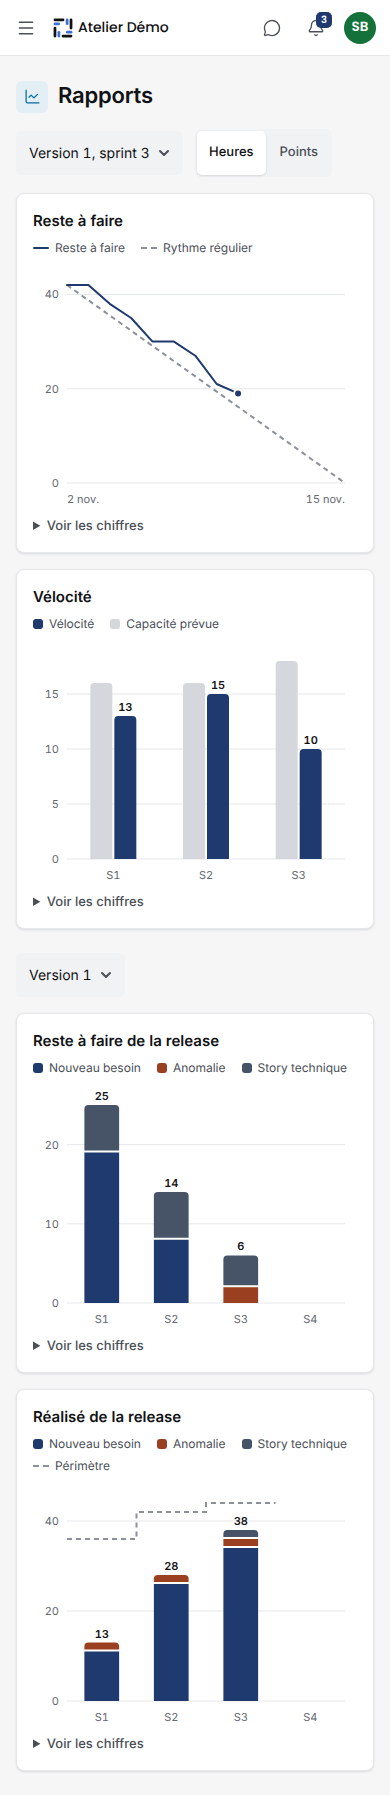 Atelier Démo
3
SB
Rapports
Version 1, sprint 3
Heures
Points
Reste à faire
Reste à faire
Rythme régulier
40
20
0
2 nov.
15 nov.
Voir les chiffres
Vélocité
Vélocité
Capacité prévue
15
10
5
0
13
15
10
S1
S2
S3
Voir les chiffres
Version 1
Reste à faire de la release
Nouveau besoin
Anomalie
Story technique
25
20
14
10
6
0
S1
S2
S3
S4
Voir les chiffres
Réalisé de la release
Nouveau besoin
Anomalie
Story technique
Périmètre
40
38
28
20
13
0
S1
S2
S3
S4
Voir les chiffres